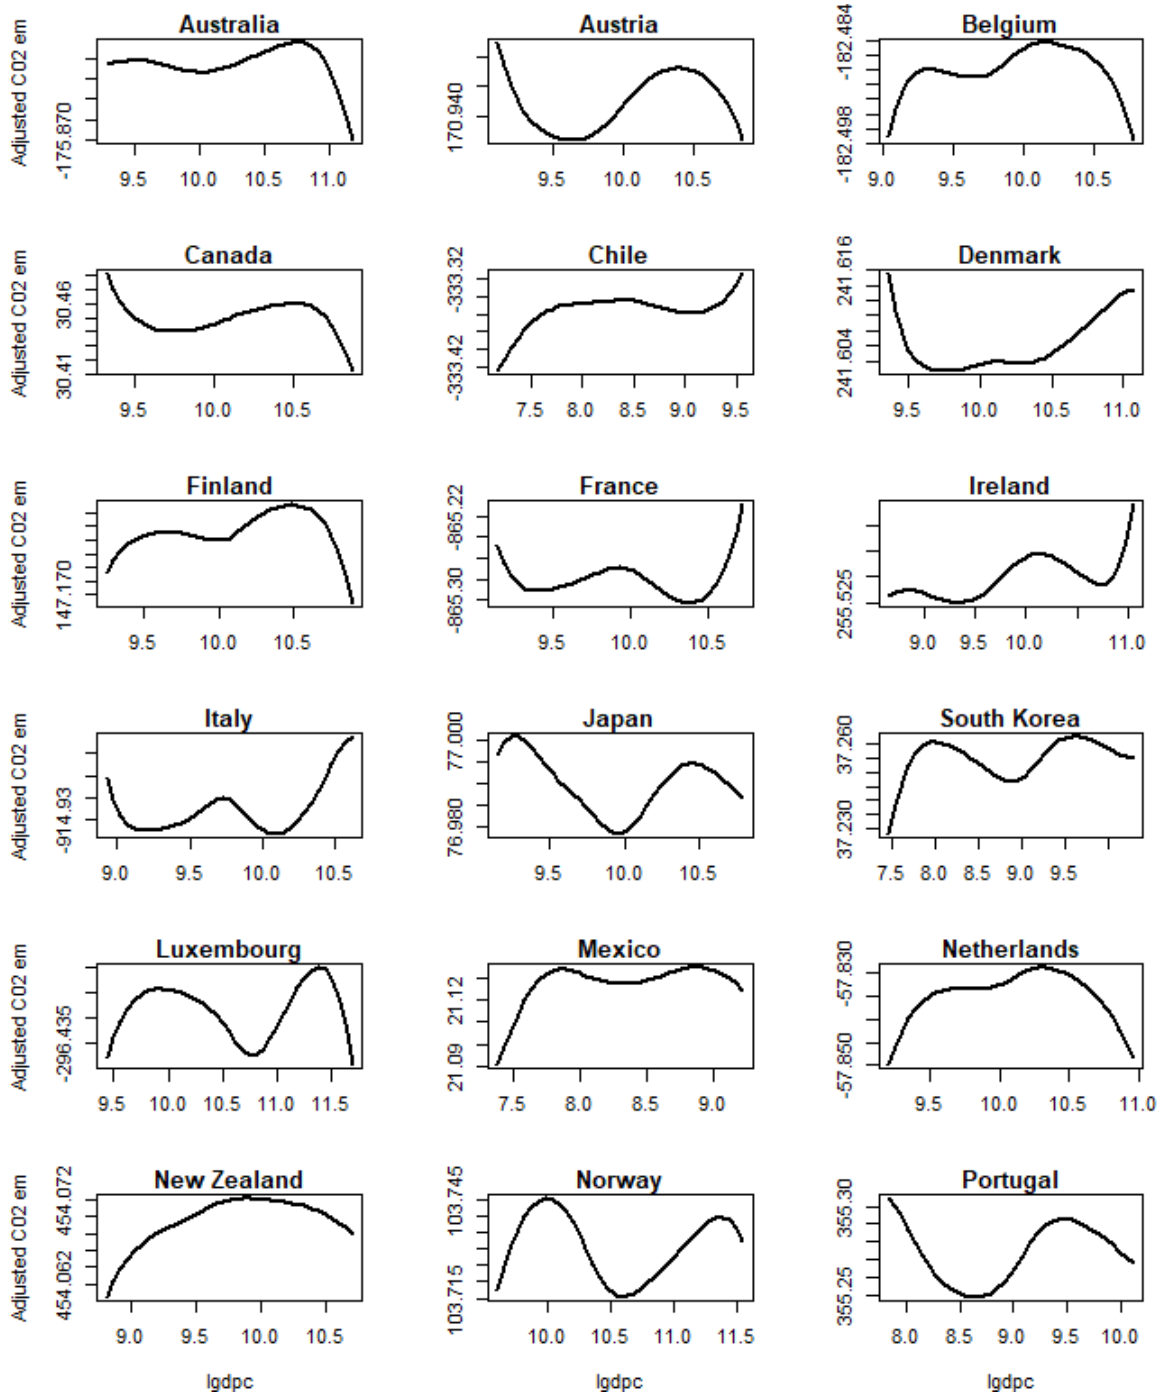 Australia Austria Belgium
Adjusted C02 em -175.870 170.940 -182.498 -182.484
9.5 10.0 10.5 11.0 9.5 10.0 10.5 9.0 9.5 10.0 10.5
Canada Chile Denmark
Adjusted C02 em 30.41 30.46 -333.42 -333.32 241.604 241.616
9.5 10.0 10.5 7.5 8.0 8.5 9.0 9.5 9.5 10.0 10.5 11.0
Finland France Ireland
Adjusted C02 em 147.170 -865.30 -865.22 255.525
9.5 10.0 10.5 9.5 10.0 10.5 9.0 9.5 10.0 11.0
Italy Japan South Korea
Adjusted C02 em -914.93 76.980 77.000 37.230 37.260
9.0 9.5 10.0 10.5 9.5 10.0 10.5 7.5 8.0 8.5 9.0 9.5
Luxembourg Mexico Netherlands
Adjusted C02 em -296.435 21.09 21.12 -57.850 -57.830
9.5 10.0 10.5 11.0 11.5 7.5 8.0 8.5 9.0 9.5 10.0 10.5 11.0
New Zealand Norway Portugal
Adjusted C02 em 454.062 454.072 103.715 103.745 355.25 355.30
9.0 9.5 10.0 10.5 10.0 10.5 11.0 11.5 8.0 8.5 9.0 9.5 10.0
lgdpc lgdpc lgdpc